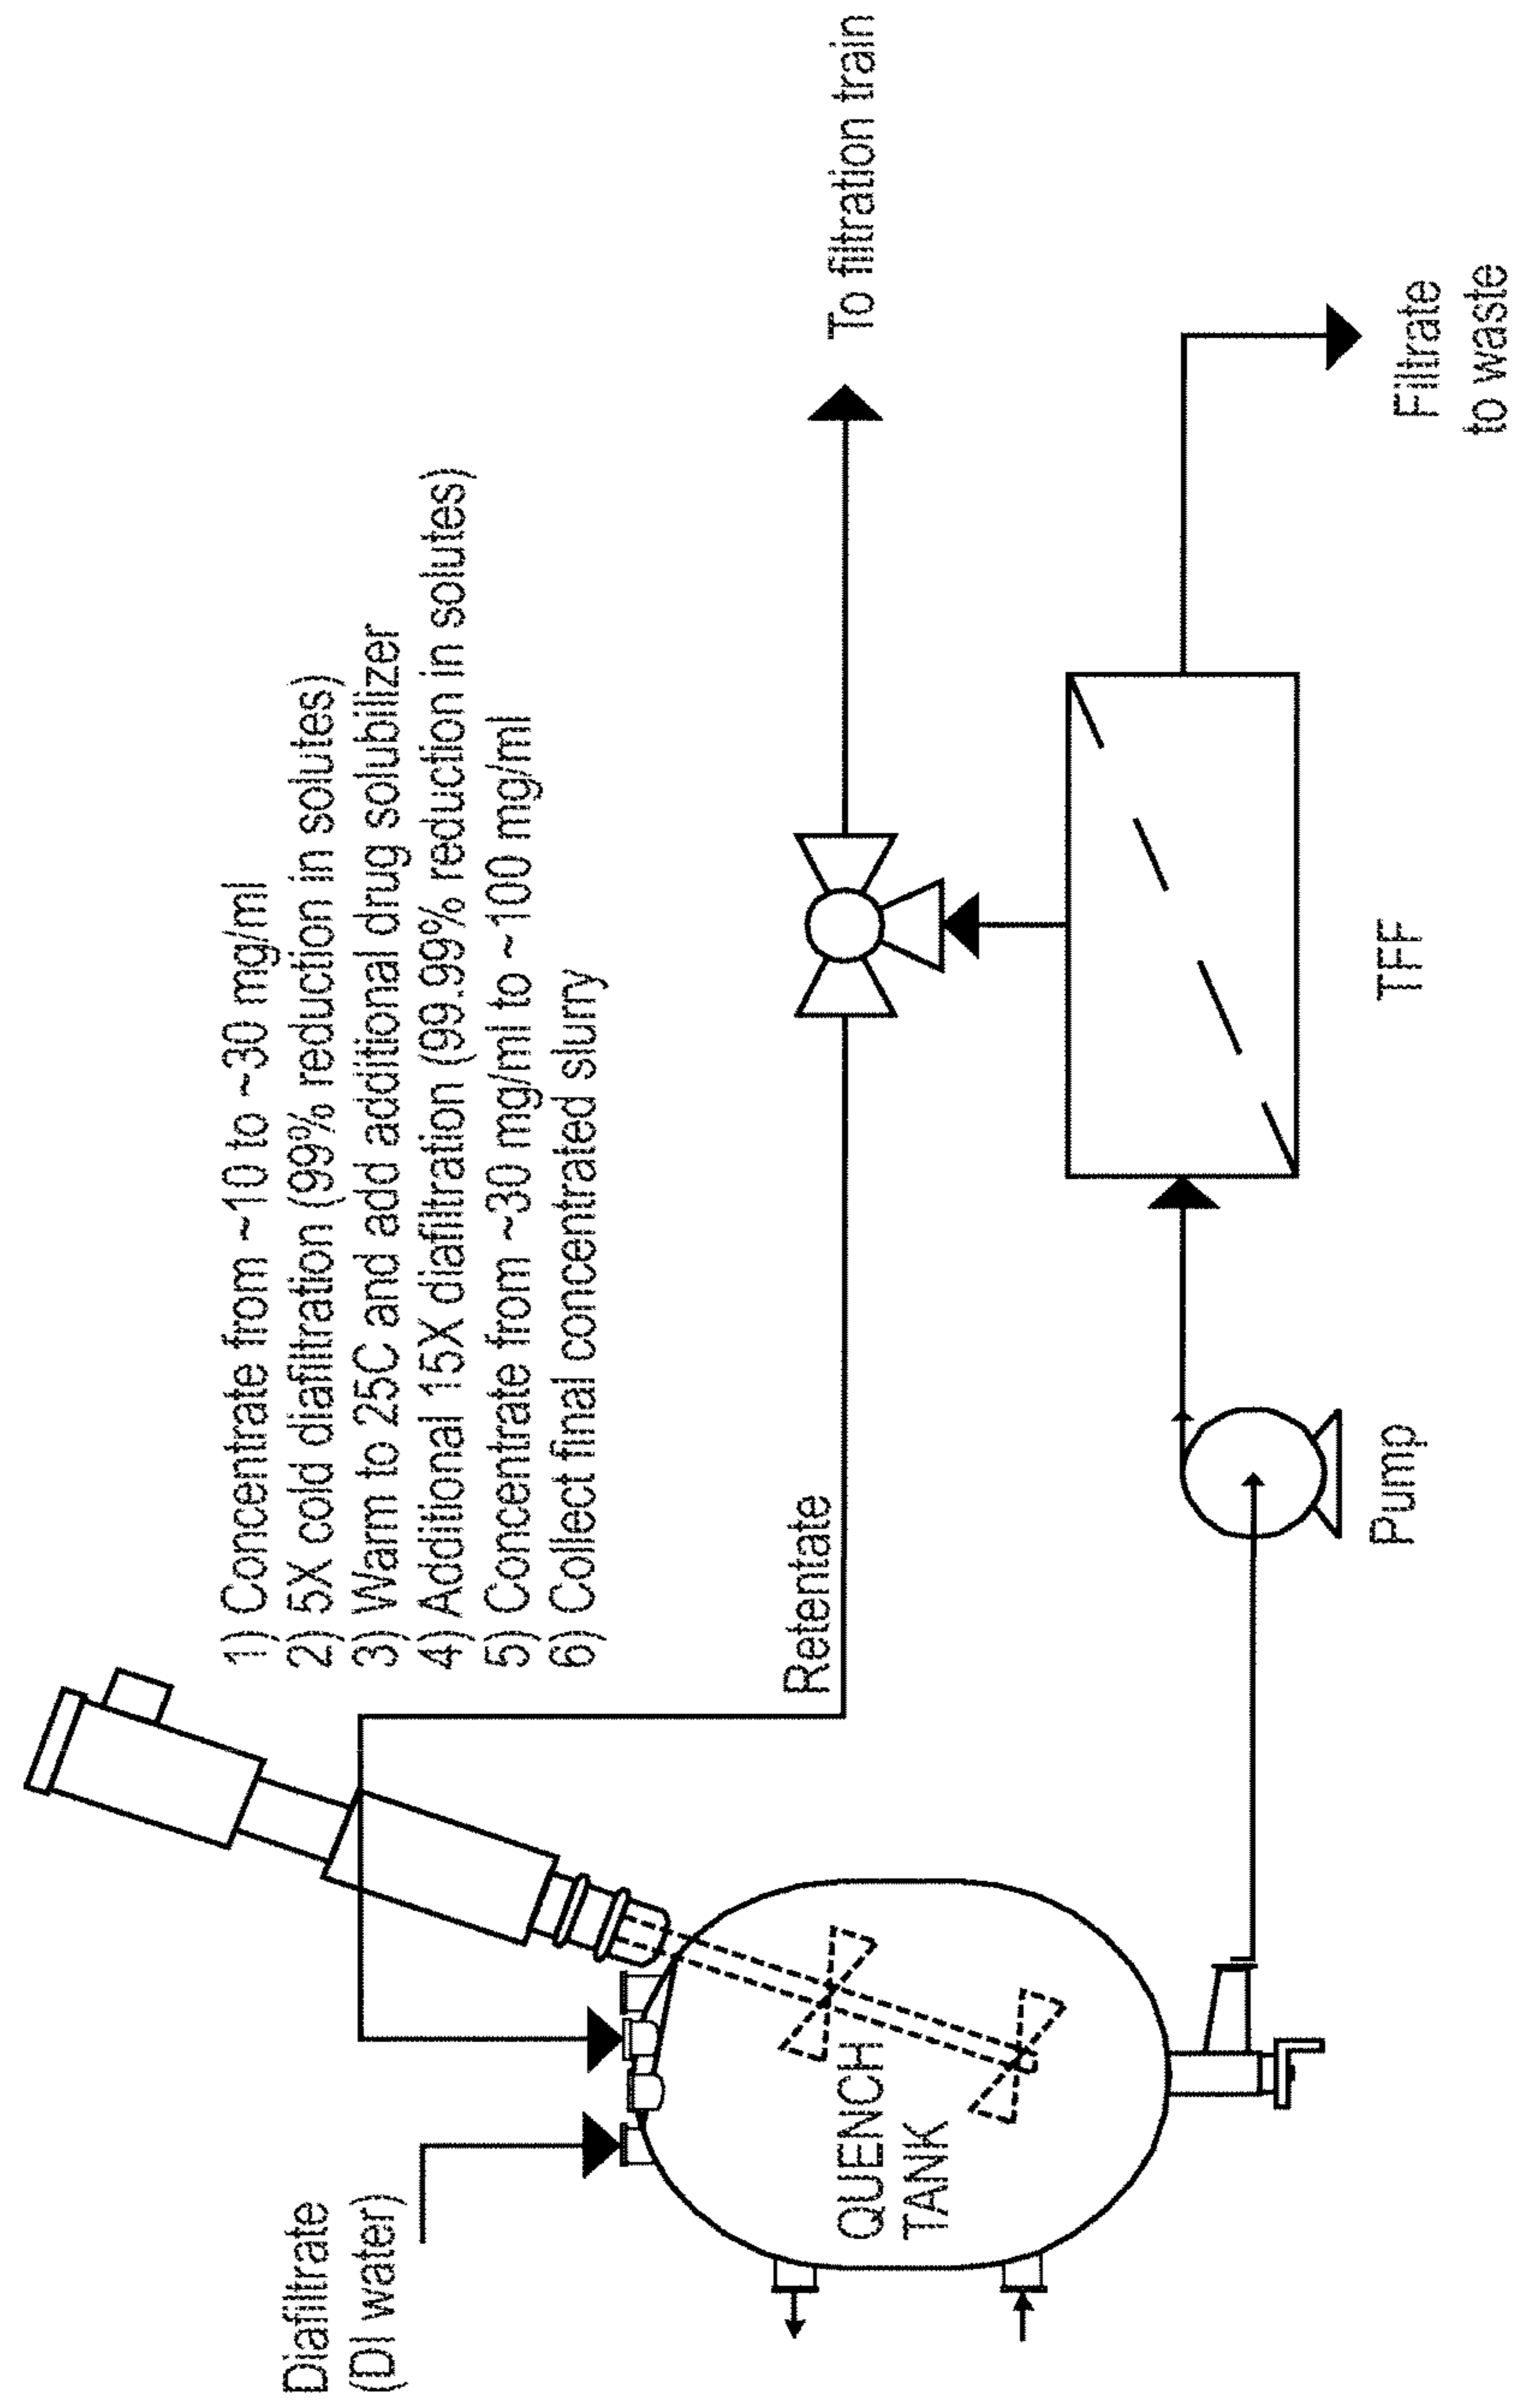 Diafiltrate
(DI water)
1) Concentrate from ~10 to ~30 mg/ml
2) 5X cold diafiltration (99% reduction in solutes)
3) Warm to 25C and add additional drug solubilizer
4) Additional 15X diafiltration (99.99% reduction in solutes)
5) Concentrate from ~30 mg/ml to ~100 mg/ml
6) Collect final concentrated slurry
Retentate
To filtration train
QUENCH
TANK
Pump
TFF
Filtrate
to waste